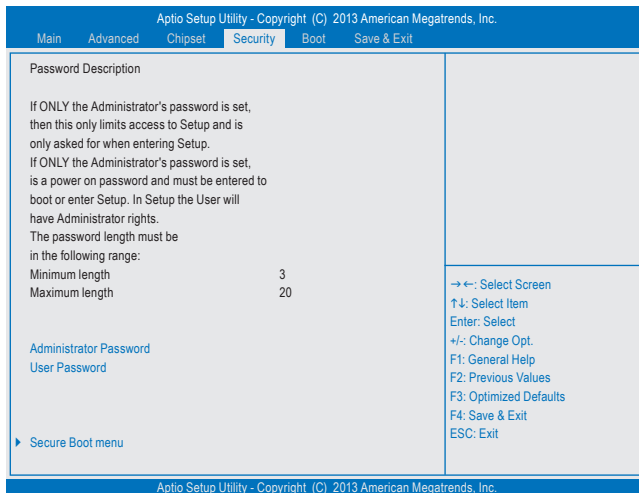 Aptio Setup Utility - Copyright (C) 2013 American Megatrends, Inc.
Main Advanced Chipset Security Boot Save & Exit
Password Description
If ONLY the Administrator's password is set,
then this only limits access to Setup and is
only asked for when entering Setup.
If ONLY the Administrator's password is set,
is a power on password and must be entered to
boot or enter Setup. In Setup the User will
have Administrator rights.
The password length must be
in the following range:
Minimum length 3
Maximum length 20
Administrator Password
User Password
Secure Boot menu
→←: Select Screen
↑↓: Select Item
Enter: Select
+/-: Change Opt.
F1: General Help
F2: Previous Values
F3: Optimized Defaults
F4: Save & Exit
ESC: Exit
Aptio Setup Utility - Copyright (C) 2013 American Megatrends, Inc.